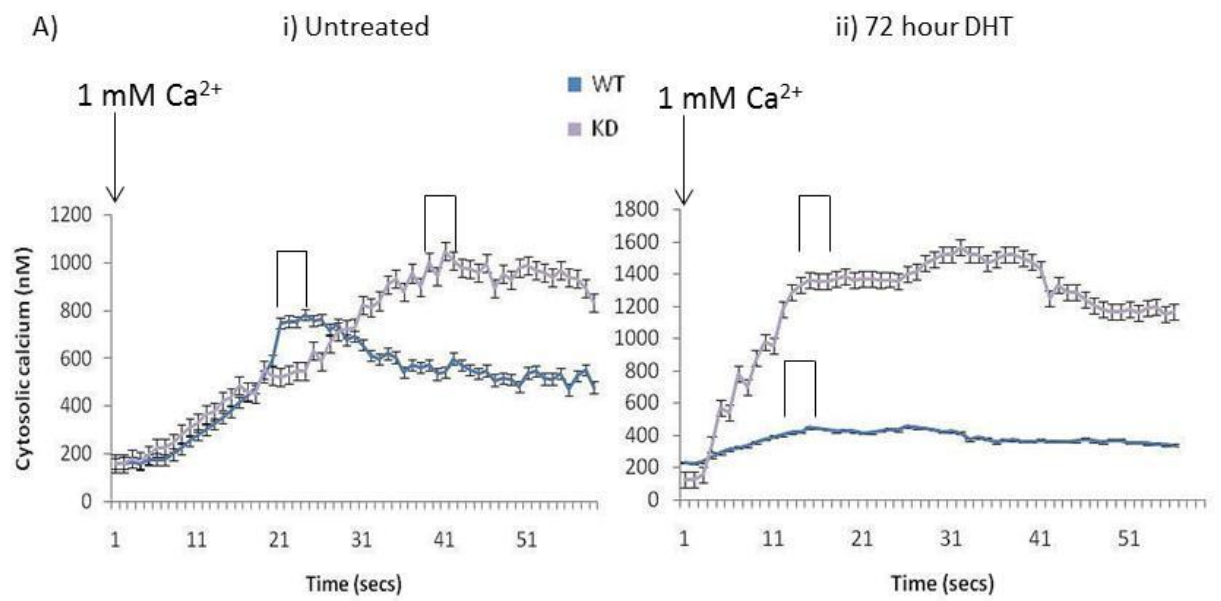 A)
i) Untreated
ii) 72 hour DHT
1 mM Ca²⁺
WT
KD
1 mM Ca²⁺
Cytosolic calcium (nM)
1200
1000
800
600
400
200
0
1 11 21 31 41 51
Time (secs)
1800
1600
1400
1200
1000
800
600
400
200
0
1 11 21 31 41 51
Time (secs)